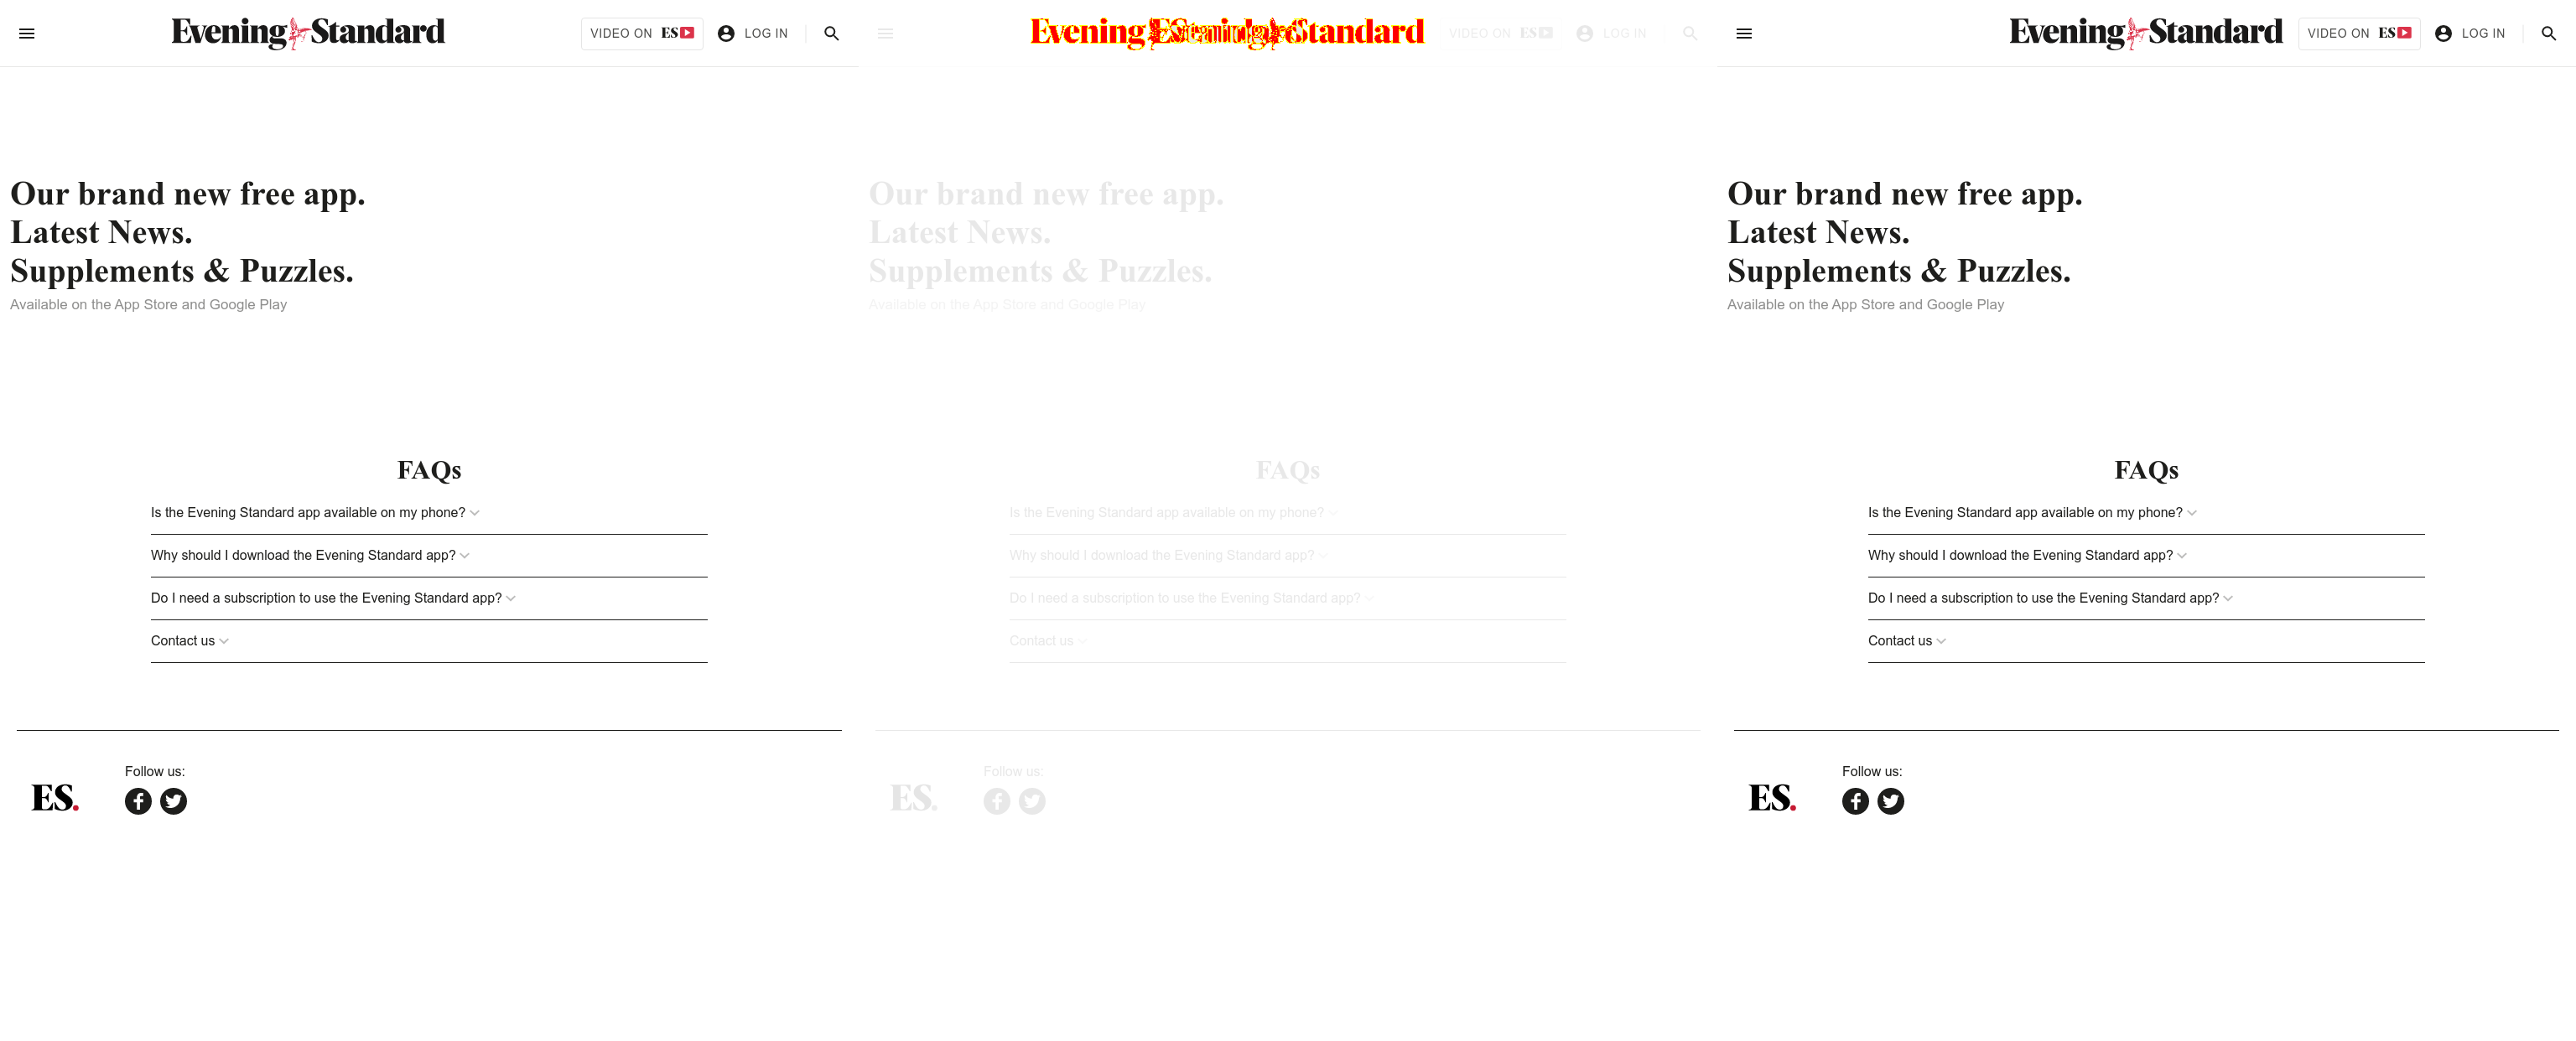 Evening Standard VIDEO ON ES LOG IN
Our brand new free app.
Latest News.
Supplements & Puzzles.
Available on the App Store and Google Play
FAQs
Is the Evening Standard app available on my phone?
Why should I download the Evening Standard app?
Do I need a subscription to use the Evening Standard app?
Contact us
Follow us:
ES.
Evening Standard VIDEO ON ES LOG IN
Our brand new free app.
Latest News.
Supplements & Puzzles.
Available on the App Store and Google Play
FAQs
Is the Evening Standard app available on my phone?
Why should I download the Evening Standard app?
Do I need a subscription to use the Evening Standard app?
Contact us
Follow us:
ES.
Evening Standard VIDEO ON ES LOG IN
Our brand new free app.
Latest News.
Supplements & Puzzles.
Available on the App Store and Google Play
FAQs
Is the Evening Standard app available on my phone?
Why should I download the Evening Standard app?
Do I need a subscription to use the Evening Standard app?
Contact us
Follow us:
ES.